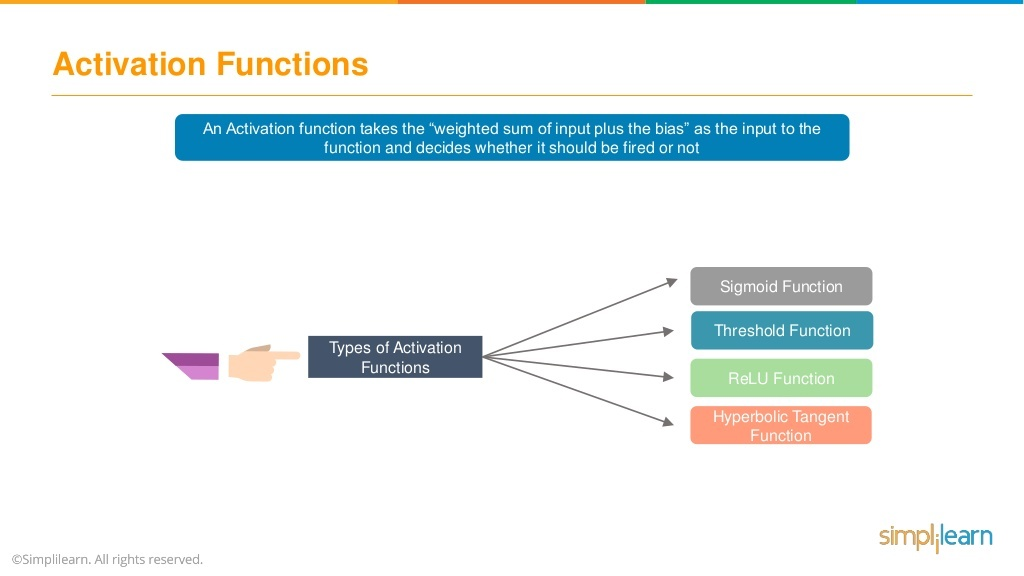 Activation Functions
An Activation function takes the “weighted sum of input plus the bias” as the input to the
function and decides whether it should be fired or not
Types of Activation
Functions
Sigmoid Function
Threshold Function
ReLU Function
Hyperbolic Tangent
Function
simplilearn
©Simplilearn. All rights reserved.